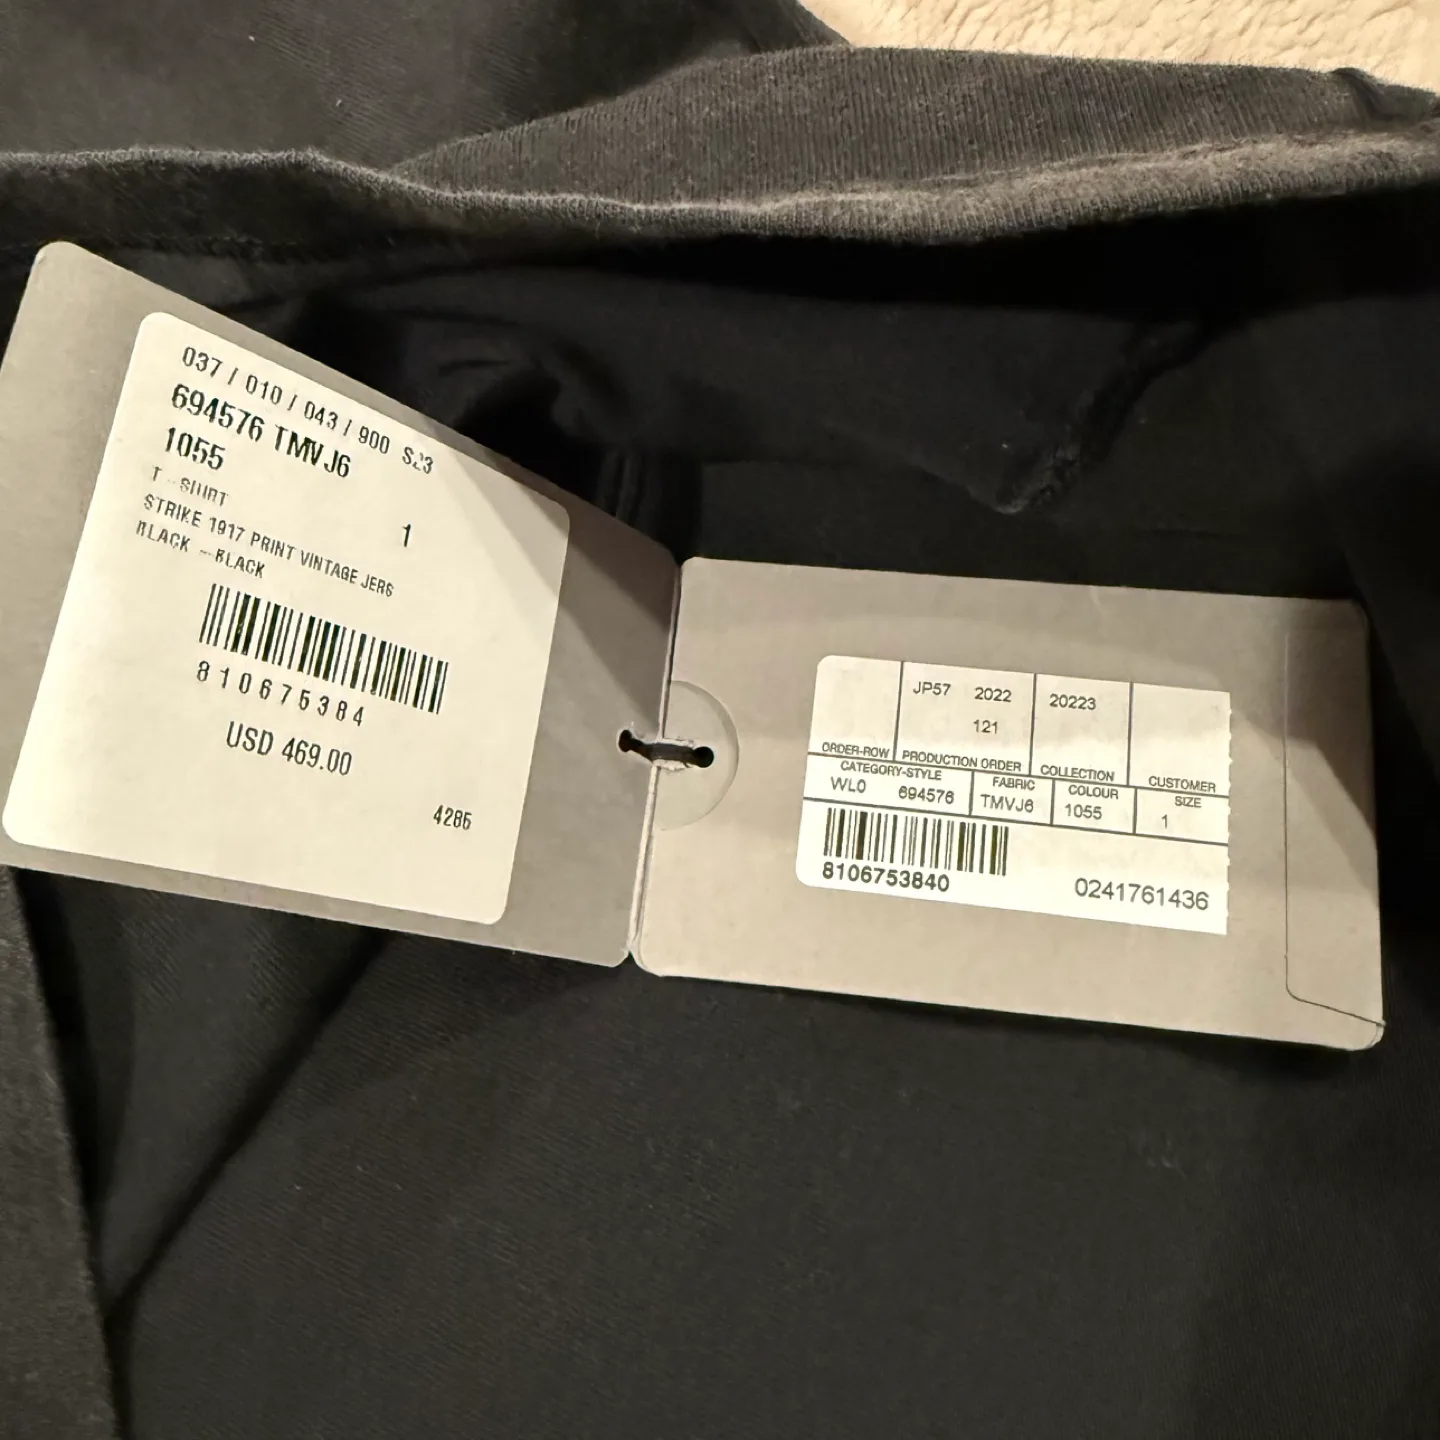 037 / 010 / 043 / 900 S23
694576 TMVJ6
1055
T-SHIRT
1
STRIKE 1917 PRINT VINTAGE JERS
BLACK - BLACK
810675384
USD 469.00
4285
JP57 2022 20223
121
ORDER-ROW PRODUCTION ORDER COLLECTION CUSTOMER
CATEGORY-STYLE FABRIC COLOUR SIZE
WL0 694576 TMVJ6 1055 1
8106753840 0241761436